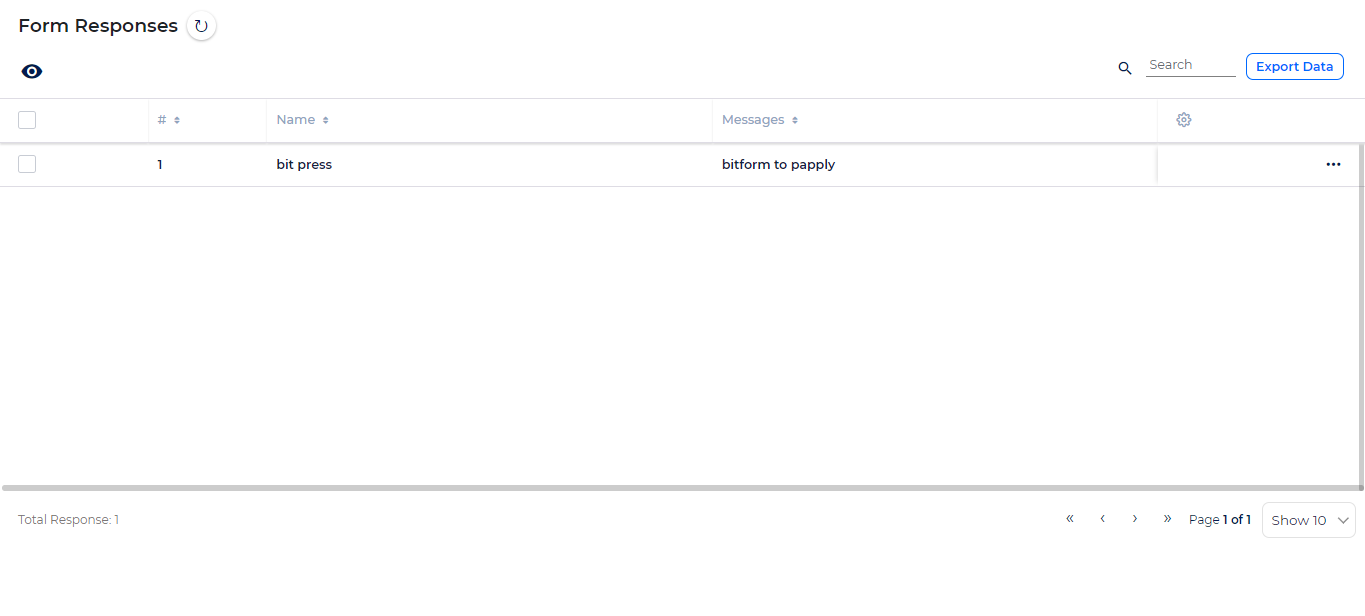 Form Responses
Search
Export Data
# Name Messages
1 bit press bitform to papply
Total Response: 1
« ‹ › » Page 1 of 1 Show 10